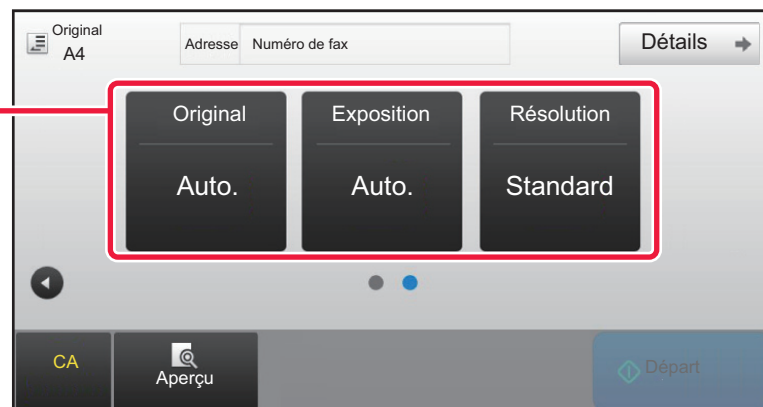 Original
A4
Adresse Numéro de fax
Détails
Original Exposition Résolution
Auto. Auto. Standard
CA
Aperçu
Départ